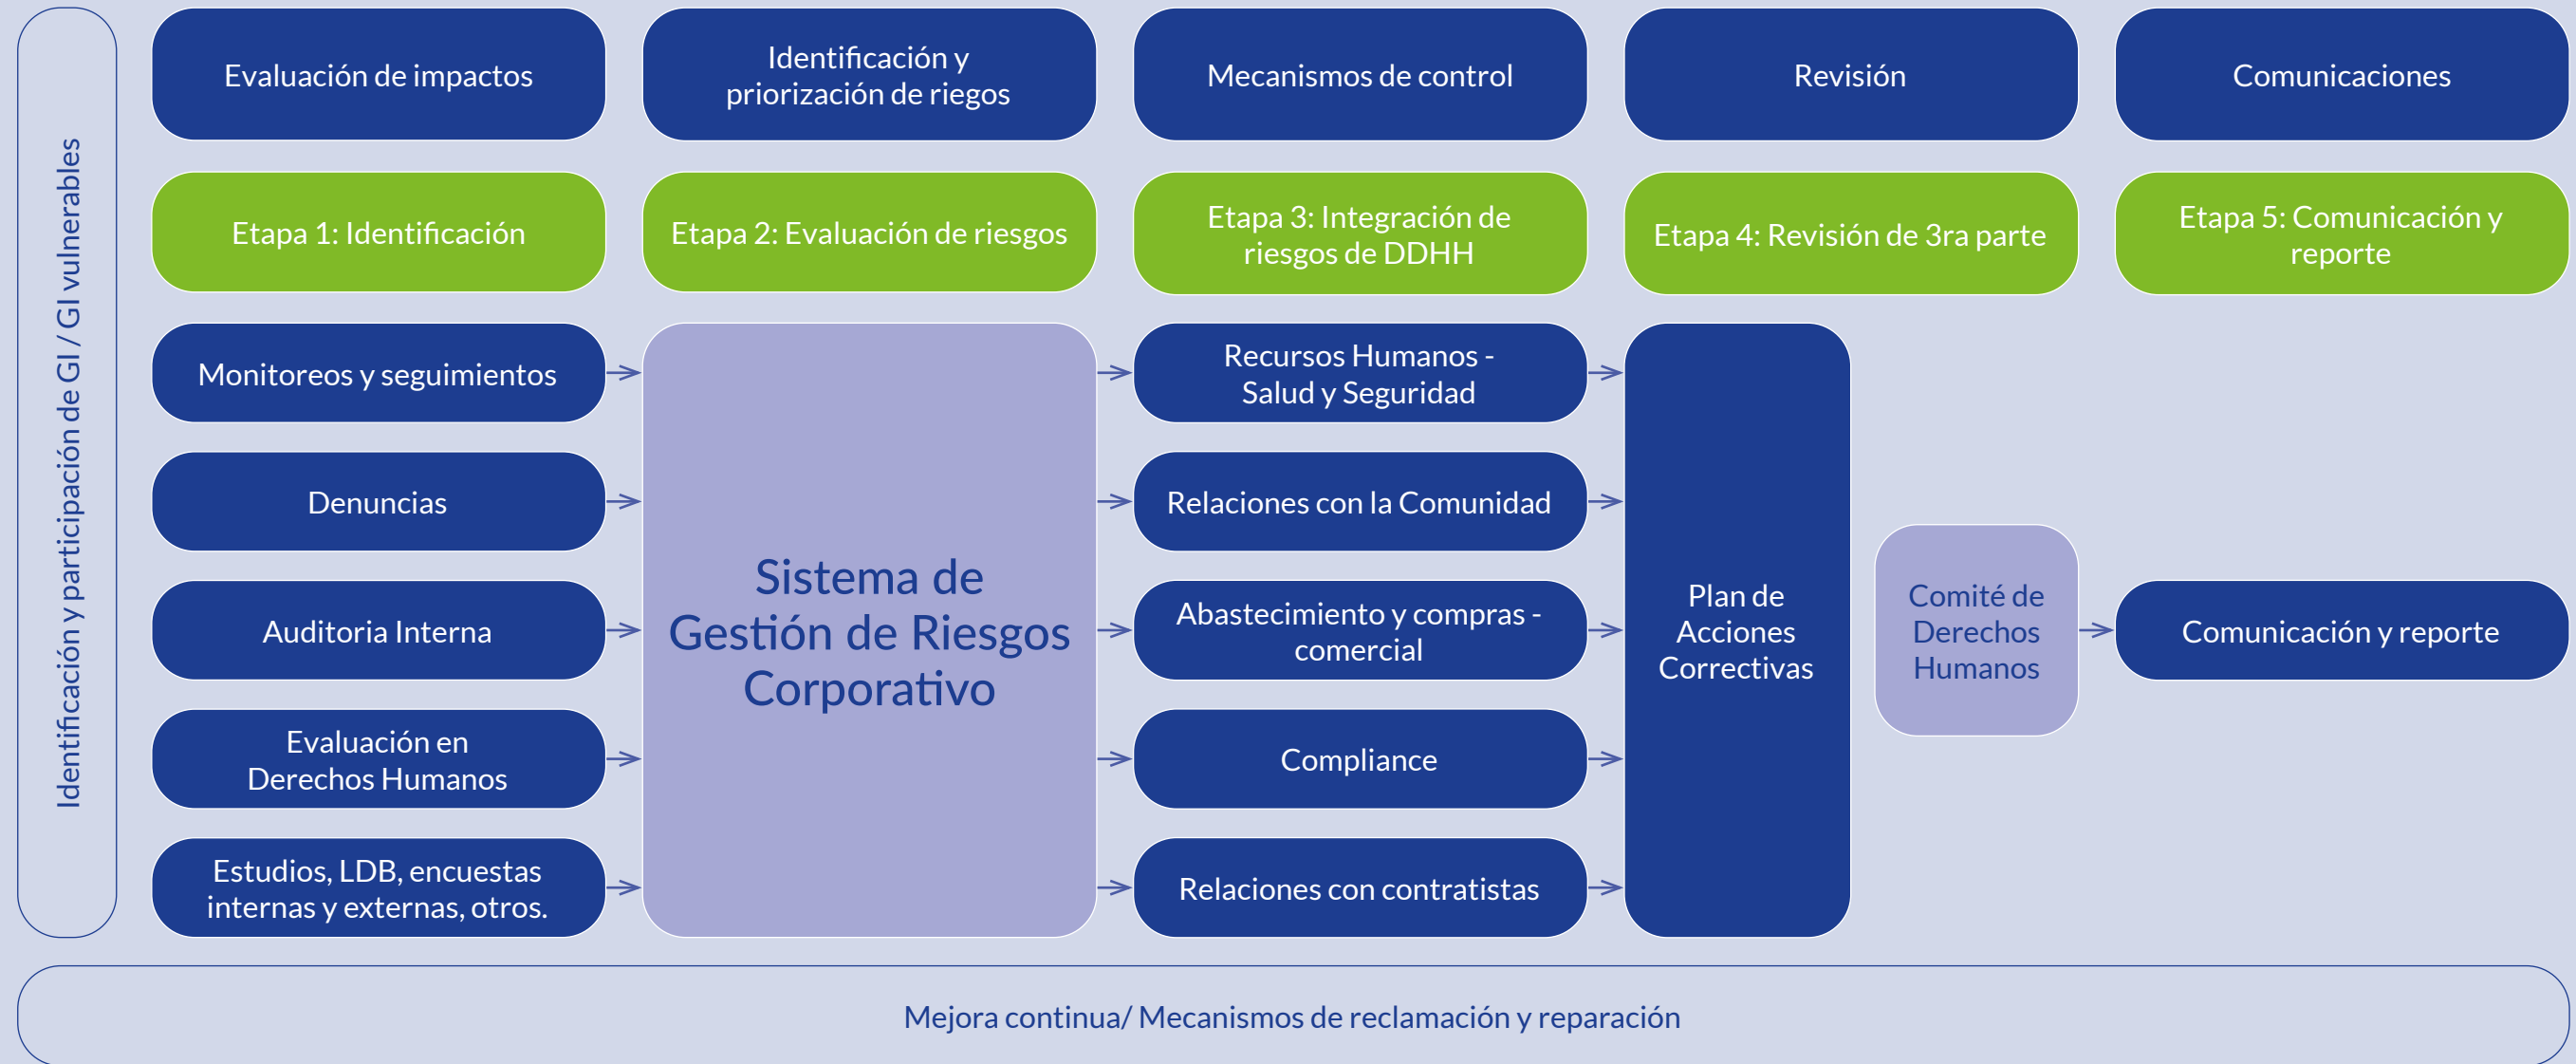 Identificación y participación de GI / GI vulnerables
Evaluación de impactos
Identificación y
priorización de riegos
Mecanismos de control
Revisión
Comunicaciones
Etapa 1: Identificación
Etapa 2: Evaluación de riesgos
Etapa 3: Integración de
riesgos de DDHH
Etapa 4: Revisión de 3ra parte
Etapa 5: Comunicación y
reporte
Monitoreos y seguimientos
Denuncias
Auditoria Interna
Evaluación en
Derechos Humanos
Estudios, LDB, encuestas
internas y externas, otros.
Sistema de
Gestión de Riesgos
Corporativo
Recursos Humanos -
Salud y Seguridad
Relaciones con la Comunidad
Abastecimiento y compras -
comercial
Compliance
Relaciones con contratistas
Plan de
Acciones
Correctivas
Comité de
Derechos
Humanos
Comunicación y reporte
Mejora continua/ Mecanismos de reclamación y reparación